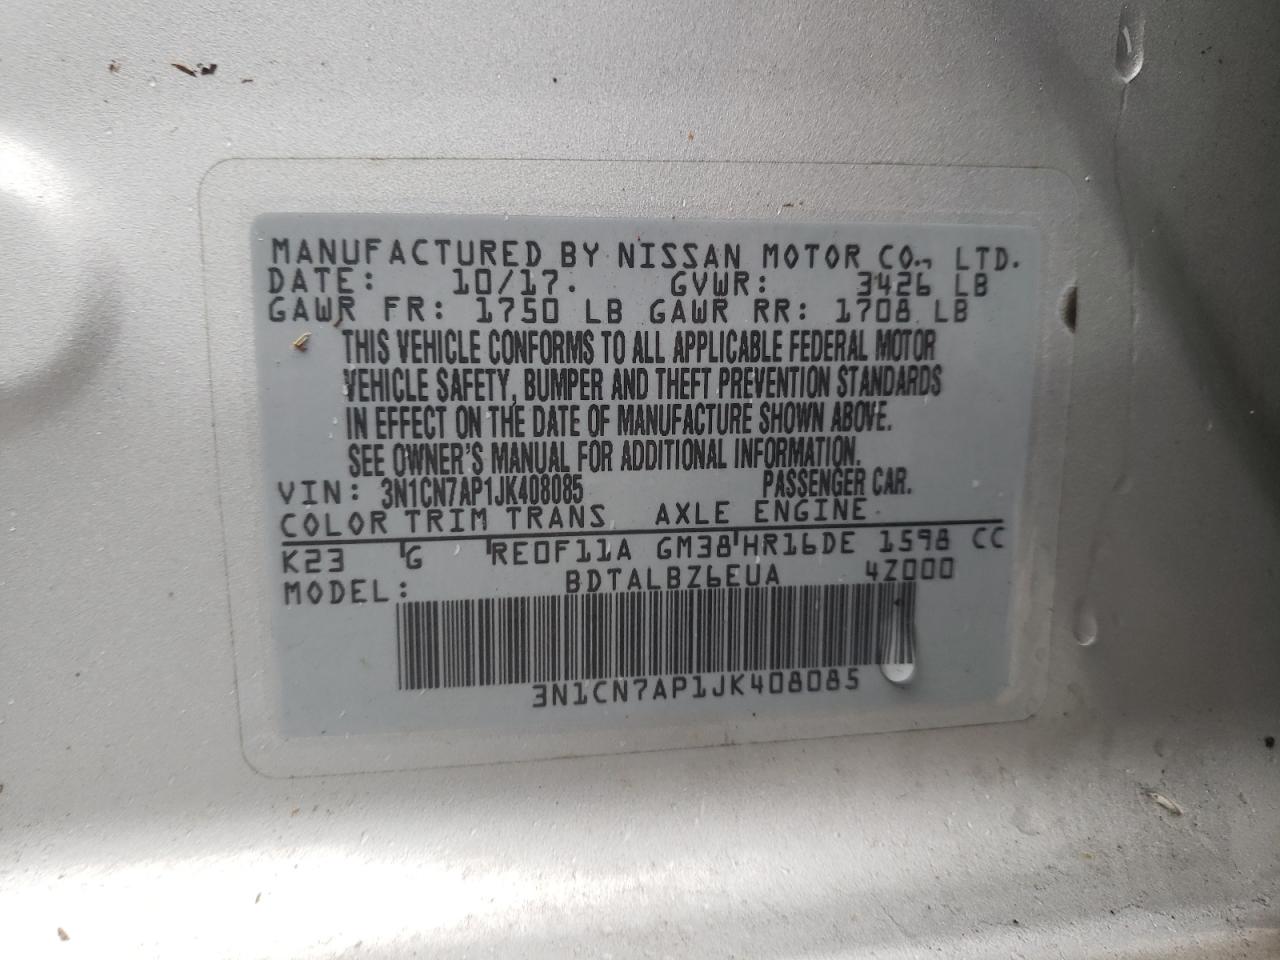 MANUFACTURED BY NISSAN MOTOR CO., LTD.
DATE: 10/17. GVWR: 3426 LB
GAWR FR: 1750 LB GAWR RR: 1708 LB
THIS VEHICLE CONFORMS TO ALL APPLICABLE FEDERAL MOTOR
VEHICLE SAFETY, BUMPER AND THEFT PREVENTION STANDARDS
IN EFFECT ON THE DATE OF MANUFACTURE SHOWN ABOVE.
SEE OWNER'S MANUAL FOR ADDITIONAL INFORMATION.
VIN: 3N1CN7AP1JK408085 PASSENGER CAR.
COLOR TRIM TRANS AXLE ENGINE
K23 G RE0F11A GM38 HR16DE 1598 CC
MODEL: BDTALBZ6EUA 4Z000
3N1CN7AP1JK408085